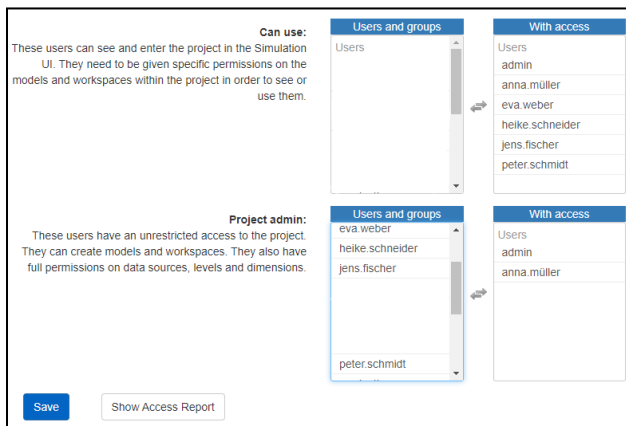 Can use:
These users can see and enter the project in the Simulation
UI. They need to be given specific permissions on the
models and workspaces within the project in order to see or
use them.
Users and groups
Users
With access
Users
admin
anna.müller
eva.weber
heike.schneider
jens.fischer
peter.schmidt
Project admin:
These users have an unrestricted access to the project.
They can create models and workspaces. They also have
full permissions on data sources, levels and dimensions.
Users and groups
eva.weber
heike.schneider
jens.fischer
peter.schmidt
With access
Users
admin
anna.müller
Save
Show Access Report